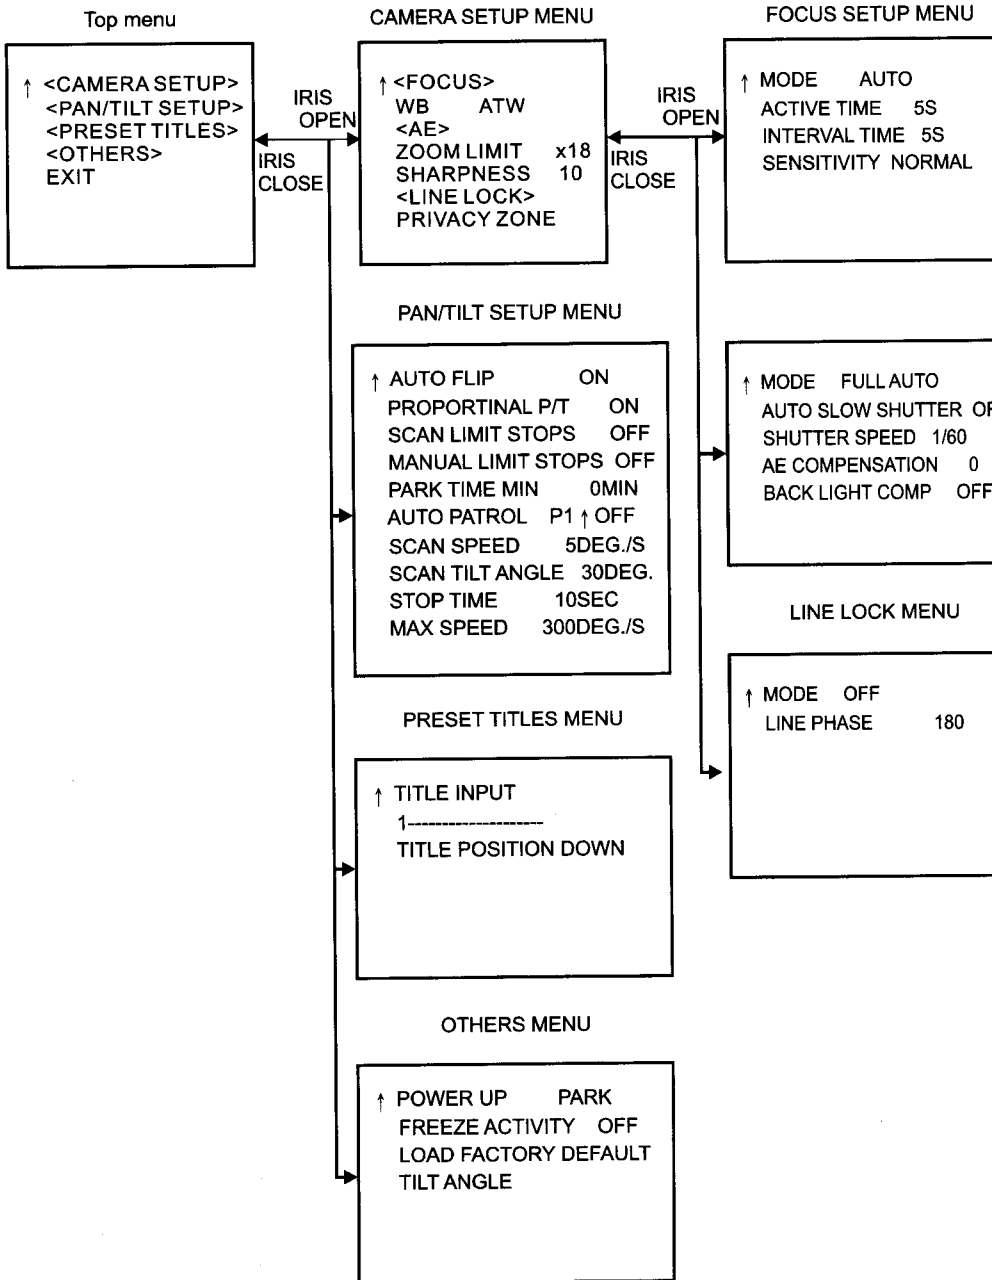 Top menu
↑ <CAMERA SETUP>
<PAN/TILT SETUP>
<PRESET TITLES>
<OTHERS>
EXIT
IRIS
OPEN
IRIS
CLOSE
CAMERA SETUP MENU
↑ <FOCUS>
WB ATW
<AE>
ZOOM LIMIT x18
SHARPNESS 10
<LINE LOCK>
PRIVACY ZONE
IRIS
OPEN
IRIS
CLOSE
FOCUS SETUP MENU
↑ MODE AUTO
ACTIVE TIME 5S
INTERVAL TIME 5S
SENSITIVITY NORMAL
PAN/TILT SETUP MENU
↑ AUTO FLIP ON
PROPORTINAL P/T ON
SCAN LIMIT STOPS OFF
MANUAL LIMIT STOPS OFF
PARK TIME MIN 0MIN
AUTO PATROL P1 ↑ OFF
SCAN SPEED 5DEG./S
SCAN TILT ANGLE 30DEG.
STOP TIME 10SEC
MAX SPEED 300DEG./S
↑ MODE FULL AUTO
AUTO SLOW SHUTTER
SHUTTER SPEED 1/60
AE COMPENSATION 0
BACK LIGHT COMP OFF
LINE LOCK MENU
↑ MODE OFF
LINE PHASE 180
PRESET TITLES MENU
↑ TITLE INPUT
1--------------------
TITLE POSITION DOWN
OTHERS MENU
↑ POWER UP PARK
FREEZE ACTIVITY OFF
LOAD FACTORY DEFAULT
TILT ANGLE